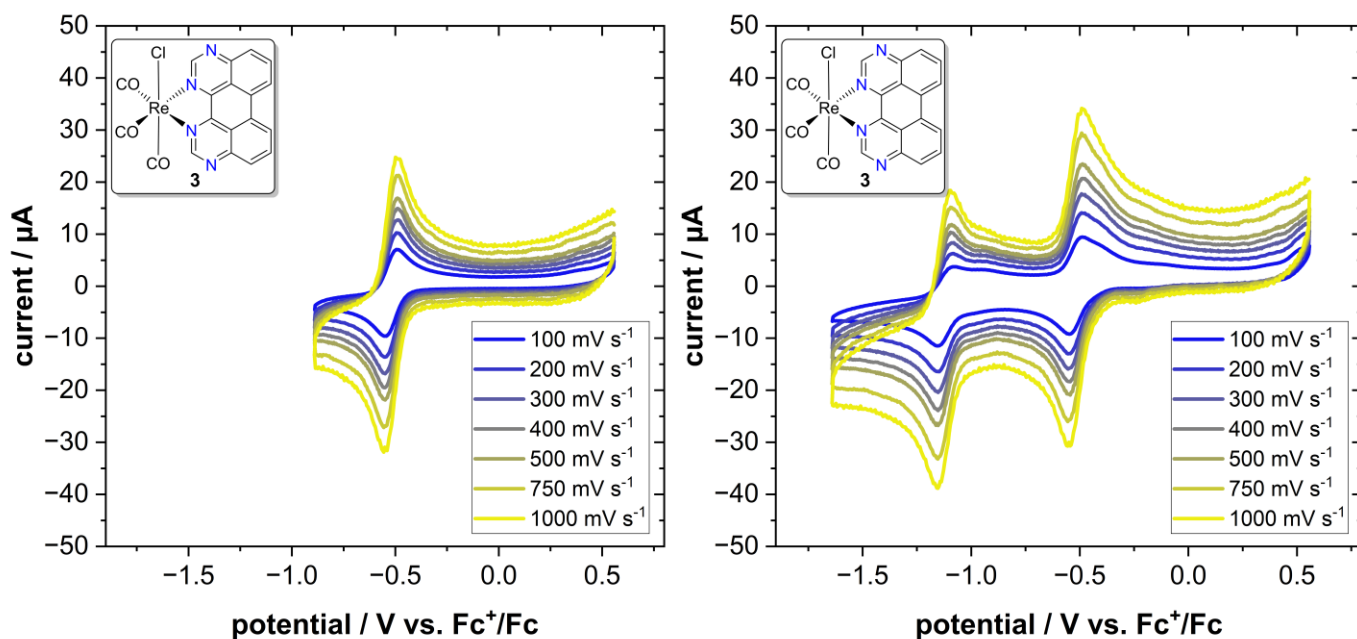 50
40
30
20
10
0
−10
−20
−30
−40
−50
current / µA
Cl
CO
CO
CO
Re
N
N
N
N
3
100 mV s⁻¹
200 mV s⁻¹
300 mV s⁻¹
400 mV s⁻¹
500 mV s⁻¹
750 mV s⁻¹
1000 mV s⁻¹
−1.5
−1.0
−0.5
0.0
0.5
potential / V vs. Fc⁺/Fc
50
40
30
20
10
0
−10
−20
−30
−40
−50
current / µA
Cl
CO
CO
CO
Re
N
N
N
N
3
100 mV s⁻¹
200 mV s⁻¹
300 mV s⁻¹
400 mV s⁻¹
500 mV s⁻¹
750 mV s⁻¹
1000 mV s⁻¹
−1.5
−1.0
−0.5
0.0
0.5
potential / V vs. Fc⁺/Fc